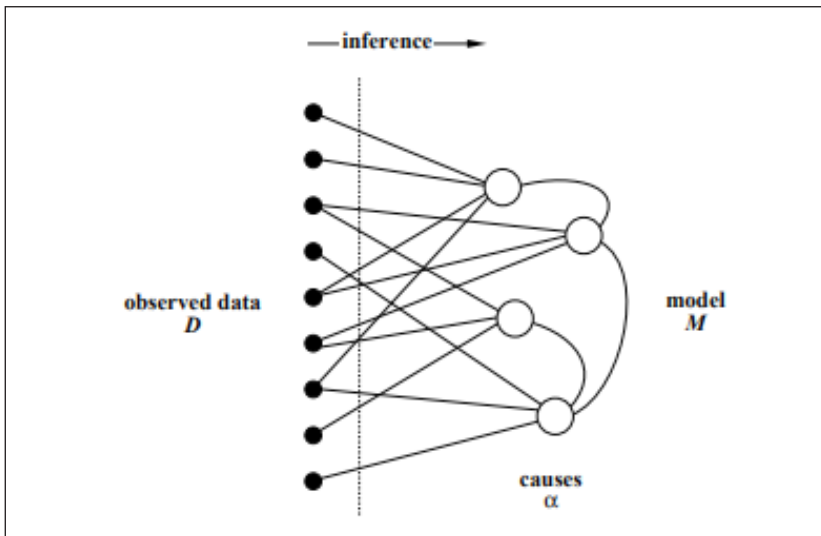 inference
observed data
D
model
M
causes
α